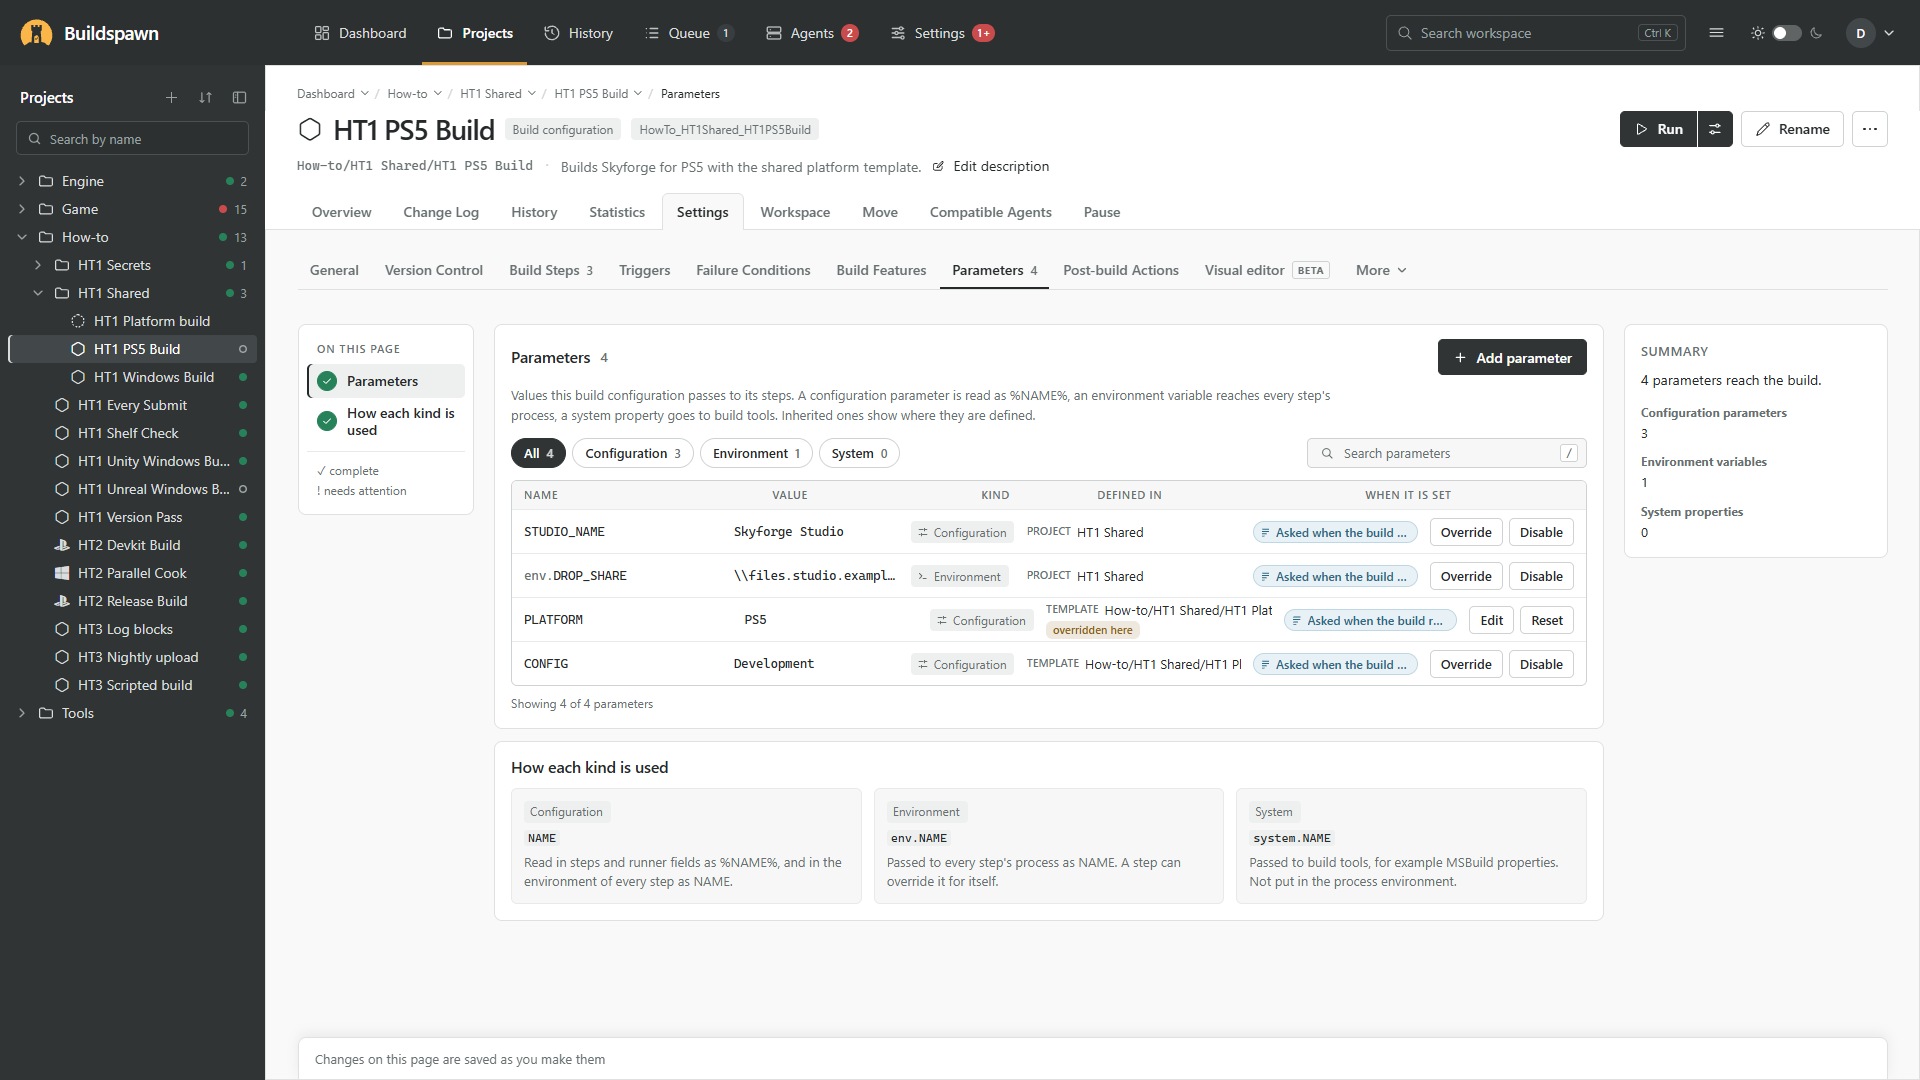 Buildspawn
Dashboard
Projects
History
Queue 1
Agents 2
Settings 1+
Search workspace Ctrl K
D
Projects
Search by name
Engine 2
Game 15
How-to 13
HT1 Secrets 1
HT1 Shared 3
HT1 Platform build
HT1 PS5 Build
HT1 Windows Build
HT1 Every Submit
HT1 Shelf Check
HT1 Unity Windows Bu...
HT1 Unreal Windows B...
HT1 Version Pass
HT2 Devkit Build
HT2 Parallel Cook
HT2 Release Build
HT3 Log blocks
HT3 Nightly upload
HT3 Scripted build
Tools 4
Dashboard / How-to / HT1 Shared / HT1 PS5 Build / Parameters
HT1 PS5 Build Build configuration HowTo_HT1Shared_HT1PS5Build
Run
Rename
How-to/HT1 Shared/HT1 PS5 Build · Builds Skyforge for PS5 with the shared platform template. Edit description
Overview Change Log History Statistics Settings Workspace Move Compatible Agents Pause
General Version Control Build Steps 3 Triggers Failure Conditions Build Features Parameters 4 Post-build Actions Visual editor BETA More
ON THIS PAGE
Parameters
How each kind is
used
✓ complete
! needs attention
Parameters 4
Add parameter
Values this build configuration passes to its steps. A configuration parameter is read as %NAME%, an environment variable reaches every step's
process, a system property goes to build tools. Inherited ones show where they are defined.
All 4 Configuration 3 Environment 1 System 0
Search parameters /
NAME VALUE KIND DEFINED IN WHEN IT IS SET
STUDIO_NAME Skyforge Studio Configuration PROJECT HT1 Shared Asked when the build ... Override Disable
env.DROP_SHARE \\files.studio.exampl... Environment PROJECT HT1 Shared Asked when the build ... Override Disable
PLATFORM PS5 Configuration TEMPLATE How-to/HT1 Shared/HT1 Plat overridden here Asked when the build r... Edit Reset
CONFIG Development Configuration TEMPLATE How-to/HT1 Shared/HT1 Pl Asked when the build ... Override Disable
Showing 4 of 4 parameters
How each kind is used
Configuration
NAME
Read in steps and runner fields as %NAME%, and in the
environment of every step as NAME.
Environment
env.NAME
Passed to every step's process as NAME. A step can
override it for itself.
System
system.NAME
Passed to build tools, for example MSBuild properties.
Not put in the process environment.
SUMMARY
4 parameters reach the build.
Configuration parameters
3
Environment variables
1
System properties
0
Changes on this page are saved as you make them